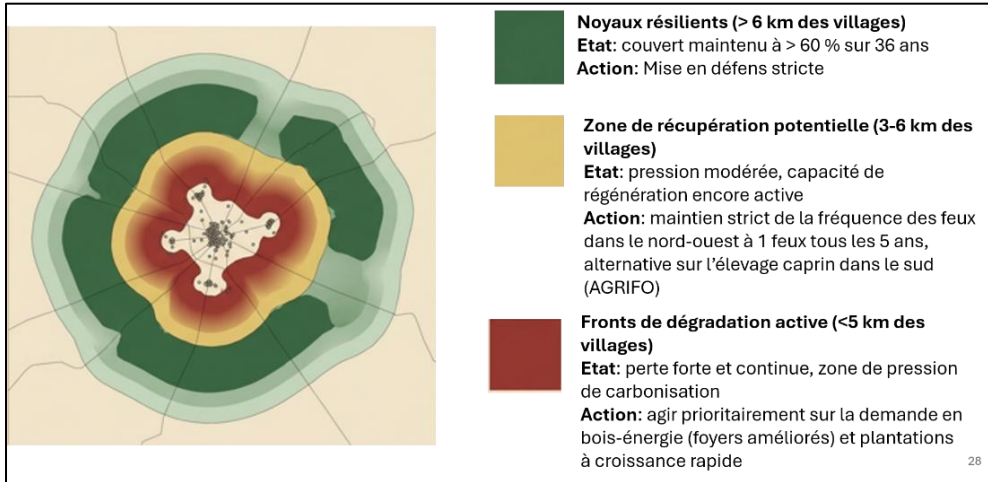 Noyaux résilients (> 6 km des villages)
Etat: couvert maintenu à > 60 % sur 36 ans
Action: Mise en défens stricte
Zone de récupération potentielle (3-6 km des
villages)
Etat: pression modérée, capacité de
régénération encore active
Action: maintien strict de la fréquence des feux
dans le nord-ouest à 1 feux tous les 5 ans,
alternative sur l'élevage caprin dans le sud
(AGRIFO)
Fronts de dégradation active (<5 km des
villages)
Etat: perte forte et continue, zone de pression
de carbonisation
Action: agir prioritairement sur la demande en
bois-énergie (foyers améliorés) et plantations
à croissance rapide
28